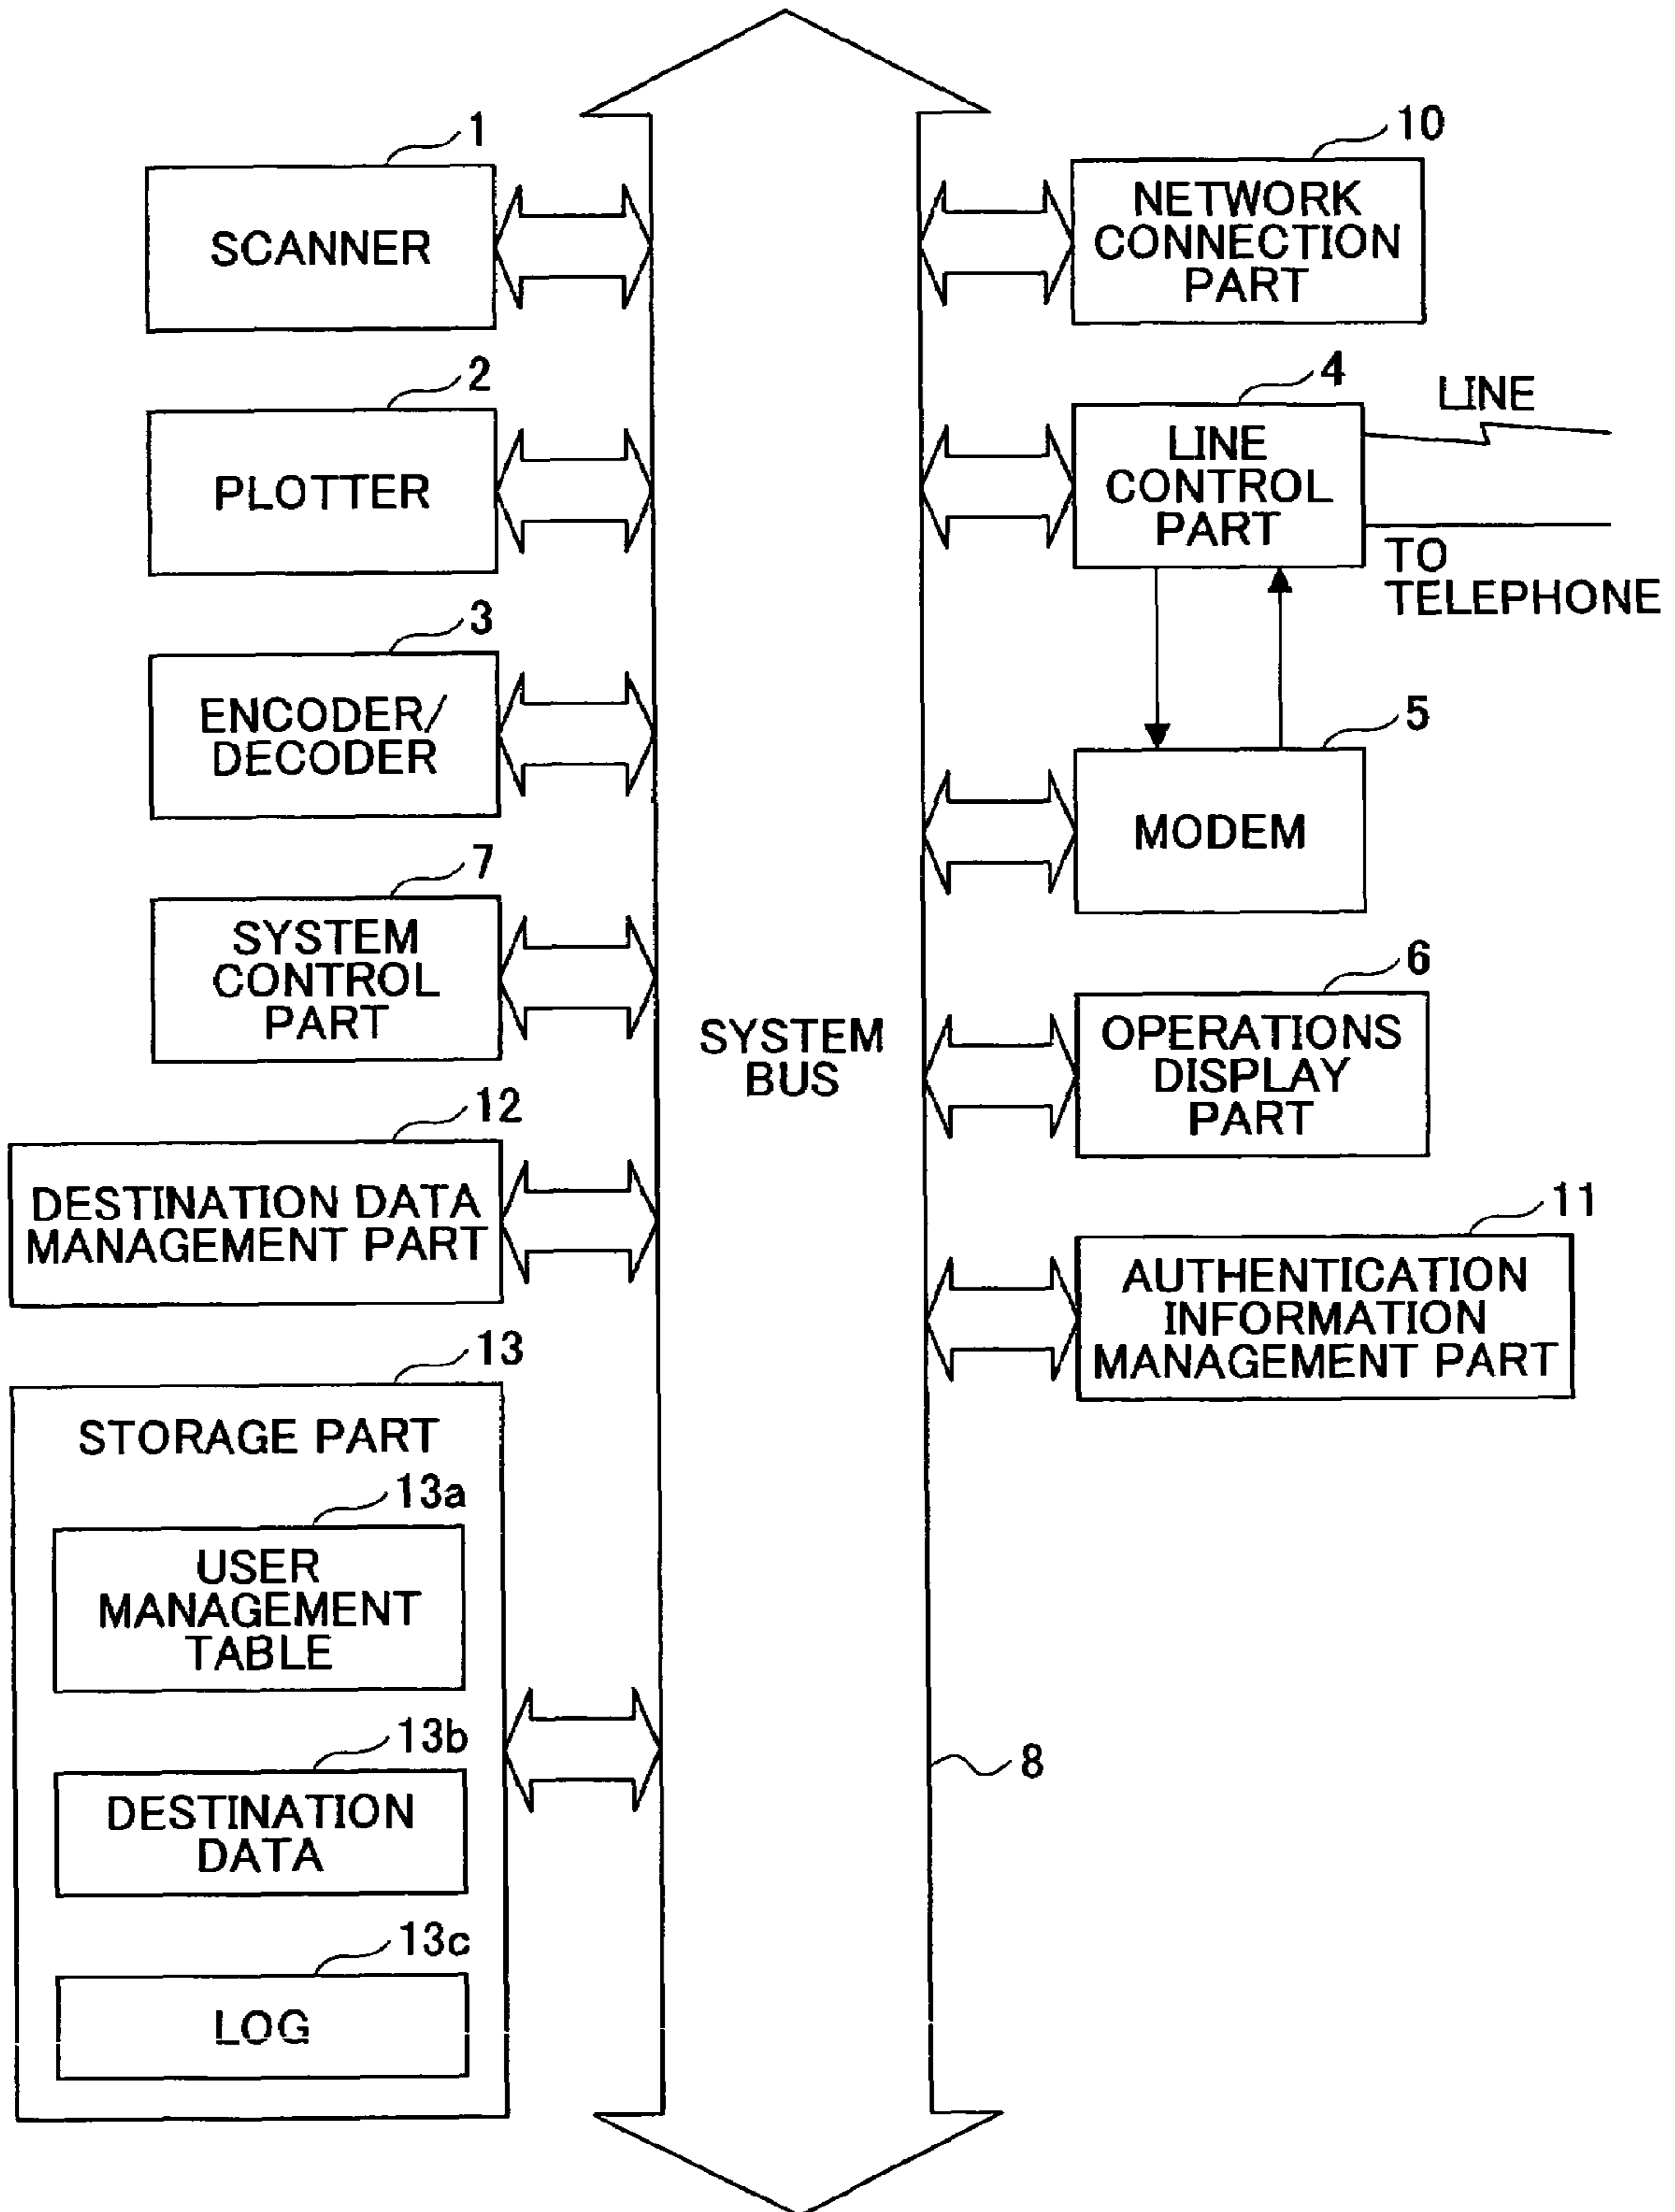 1
SCANNER
2
PLOTTER
3
ENCODER/
DECODER
7
SYSTEM
CONTROL
PART
12
DESTINATION DATA
MANAGEMENT PART
13
STORAGE PART
13a
USER
MANAGEMENT
TABLE
13b
DESTINATION
DATA
13c
LOG
SYSTEM
BUS
8
10
NETWORK
CONNECTION
PART
4
LINE
CONTROL
PART
LINE
TO
TELEPHONE
5
MODEM
6
OPERATIONS
DISPLAY
PART
11
AUTHENTICATION
INFORMATION
MANAGEMENT PART